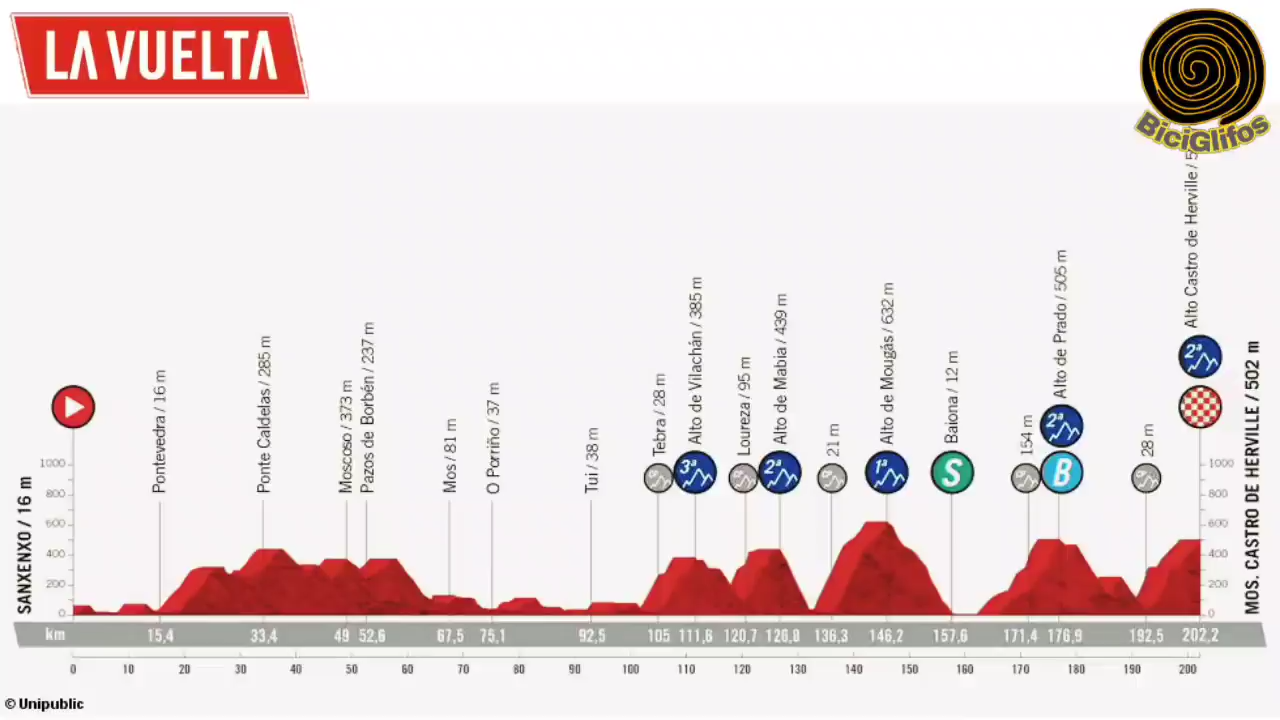 LA VUELTA
BiciGlifos
SANXENXO / 16 m
Pontevedra / 16 m
Ponte Caldelas / 285 m
Moscoso / 373 m
Pazos de Borbén / 237 m
Mos / 81 m
O Porriño / 37 m
Tui / 38 m
Tebra / 28 m
Alto de Vilachán / 385 m
3ª
Loureza / 95 m
Alto de Mabia / 439 m
2ª
21 m
Alto de Mougás / 632 m
1ª
Baiona / 12 m
S
154 m
Alto de Prado / 505 m
2ª
B
28 m
Alto Castro de Herville /
2ª
MOS. CASTRO DE HERVILLE / 502 m
1000
800
600
400
200
0
1000
800
600
400
200
0
km 15,4 33,4 49 52,6 67,5 75,1 92,5 105 111,6 120,7 126,8 136,3 146,2 157,6 171,4 176,9 192,5 202,2
0 10 20 30 40 50 60 70 80 90 100 110 120 130 140 150 160 170 180 190 200
© Unipublic